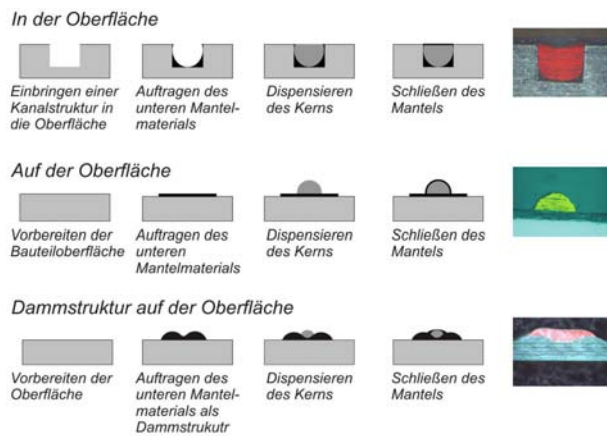 In der Oberfläche
Einbringen einer
Kanalstruktur in
die Oberfläche
Auftragen des
unteren Mantel-
materials
Dispensieren
des Kerns
Schließen des
Mantels
Auf der Oberfläche
Vorbereiten der
Bauteiloberfläche
Auftragen des
unteren
Mantelmaterials
Dispensieren
des Kerns
Schließen des
Mantels
Dammstruktur auf der Oberfläche
Vorbereiten der
Oberfläche
Auftragen des
unteren Mantel-
materials als
Dammstrukutr
Dispensieren
des Kerns
Schließen des
Mantels